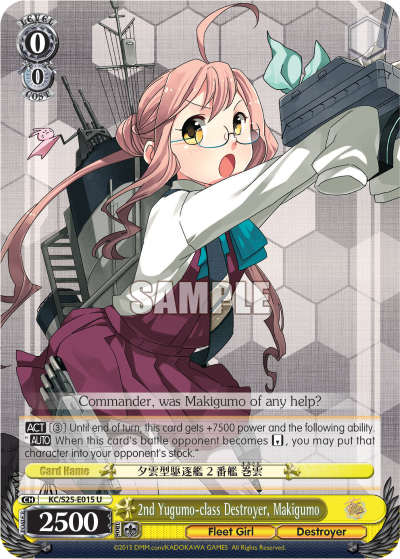 LEVEL
0
0
COST
SAMPLE
Commander, was Makigumo of any help?
ACT [③] Until end of turn, this card gets +7500 power and the following ability.
"AUTO When this card's battle opponent becomes [↓], you may put that
character into your opponent's stock."
Card Name 夕雲型駆逐艦2番艦 巻雲
CH KC/S25-E015 U
2nd Yugumo-class Destroyer, Makigumo
POWER 2500 SOUL
Fleet Girl Destroyer
©2015 DMM.com/KADOKAWA GAMES All Rights Reserved.